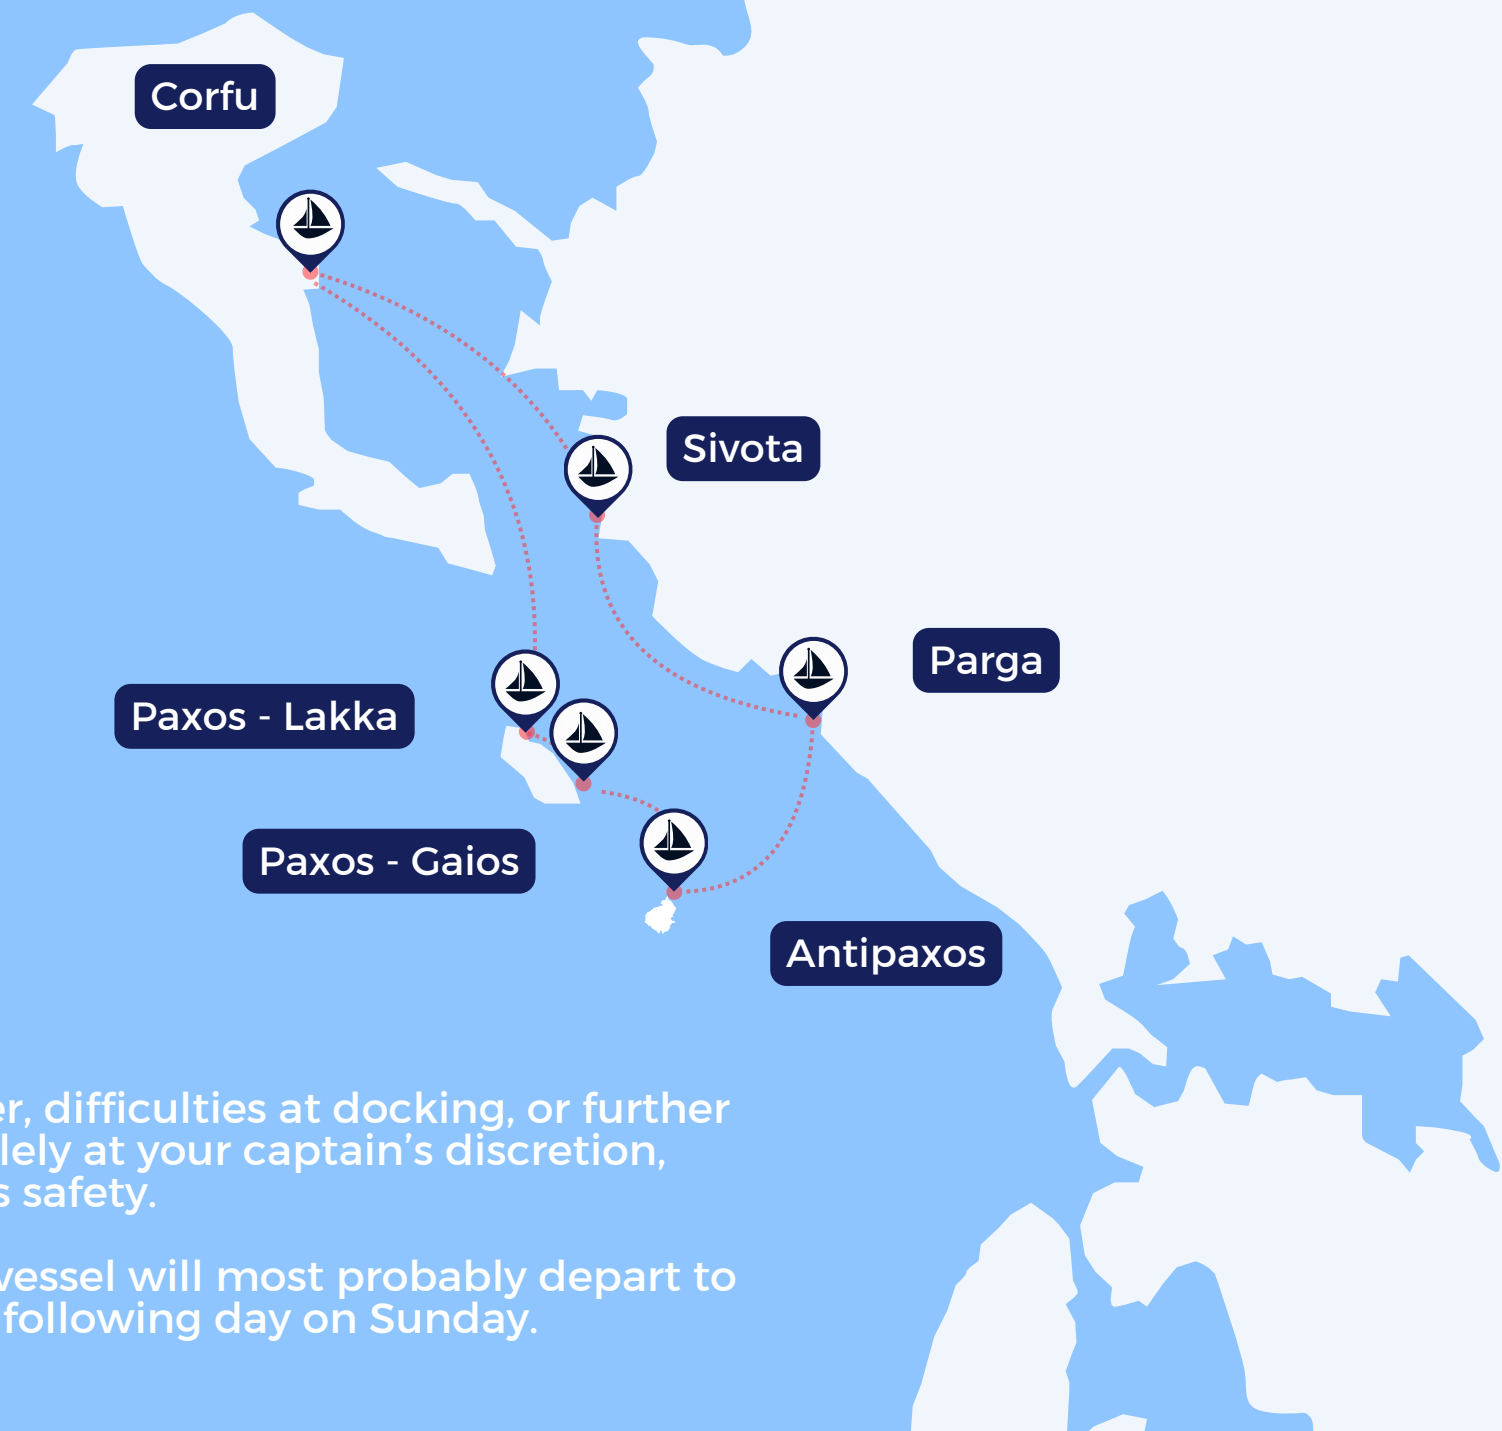 Corfu
Sivota
Parga
Paxos - Lakka
Paxos - Gaios
Antipaxos
er, difficulties at docking, or further
lely at your captain’s discretion,
s safety.
vessel will most probably depart to
following day on Sunday.